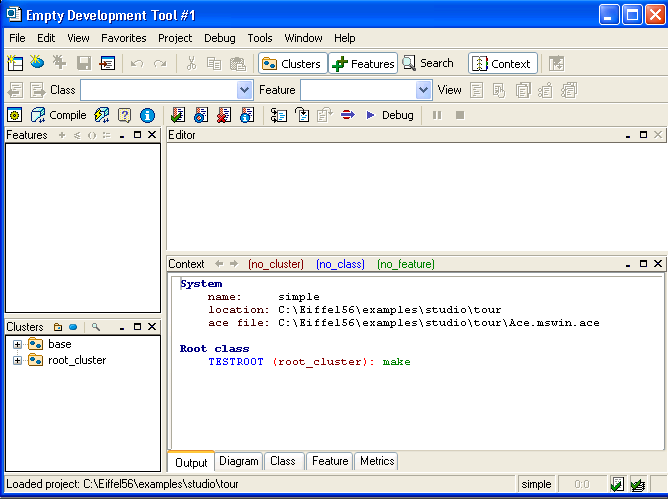 Empty Development Tool #1
File Edit View Favorites Project Debug Tools Window Help
Clusters Features Search Context
Class Feature View
Compile Debug
Features
Editor
Context (no_cluster) (no_class) (no_feature)
System
name: simple
location: C:\Eiffel56\examples\studio\tour
ace file: C:\Eiffel56\examples\studio\tour\Ace.mswin.ace
Root class
TESTROOT (root_cluster): make
Clusters
base
root_cluster
Output Diagram Class Feature Metrics
Loaded project: C:\Eiffel56\examples\studio\tour simple 0:0